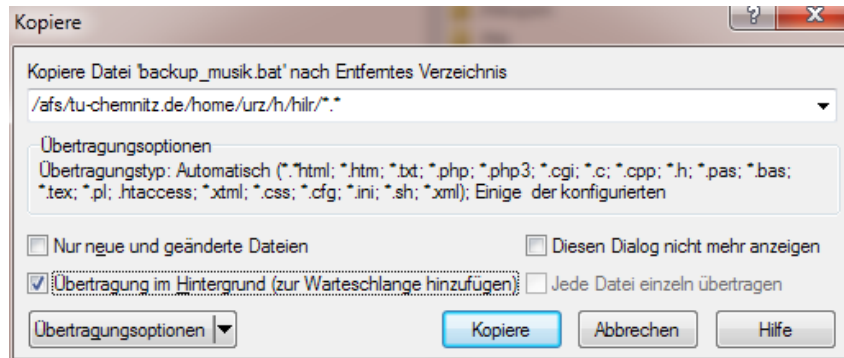 Kopiere
Kopiere Datei 'backup_musik.bat' nach Entferntes Verzeichnis
/afs/tu-chemnitz.de/home/urz/h/hilr/*.*
Übertragungsoptionen
Übertragungstyp: Automatisch (*.*html; *.htm; *.txt; *.php; *.php3; *.cgi; *.c; *.cpp; *.h; *.pas; *.bas;
*.tex; *.pl; .htaccess; *.xtml; *.css; *.cfg; *.ini; *.sh; *.xml); Einige der konfigurierten
Nur neue und geänderte Dateien
Diesen Dialog nicht mehr anzeigen
Übertragung im Hintergrund (zur Warteschlange hinzufügen)
Jede Datei einzeln übertragen
Übertragungsoptionen
Kopiere
Abbrechen
Hilfe